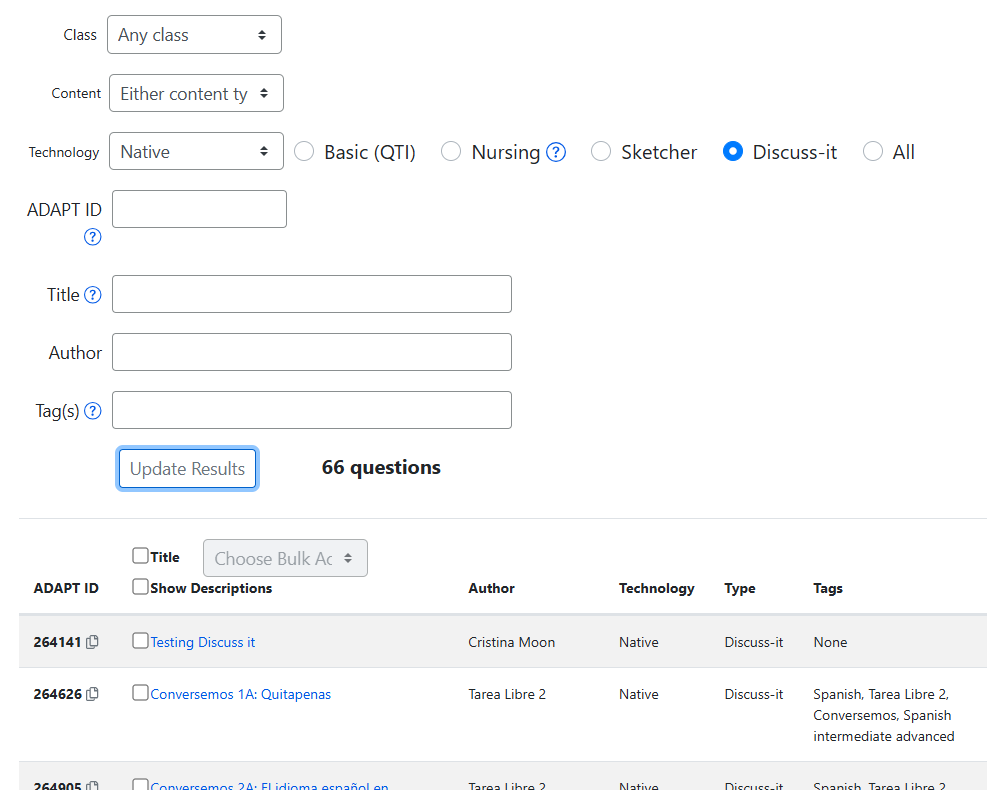 Class Any class
Content Either content ty
Technology Native Basic (QTI) Nursing ? Sketcher Discuss-it All
ADAPT ID
?
Title ?
Author
Tag(s) ?
Update Results 66 questions
Title Choose Bulk Ac
ADAPT ID Show Descriptions Author Technology Type Tags
264141 Testing Discuss it Cristina Moon Native Discuss-it None
264626 Conversemos 1A: Quitapenas Tarea Libre 2 Native Discuss-it Spanish, Tarea Libre 2,
Conversemos, Spanish
intermediate advanced
264905 Conversemos 2A: El idioma español en Tarea Libre 2 Native Discuss-it Spanish, Tarea Libre 2,